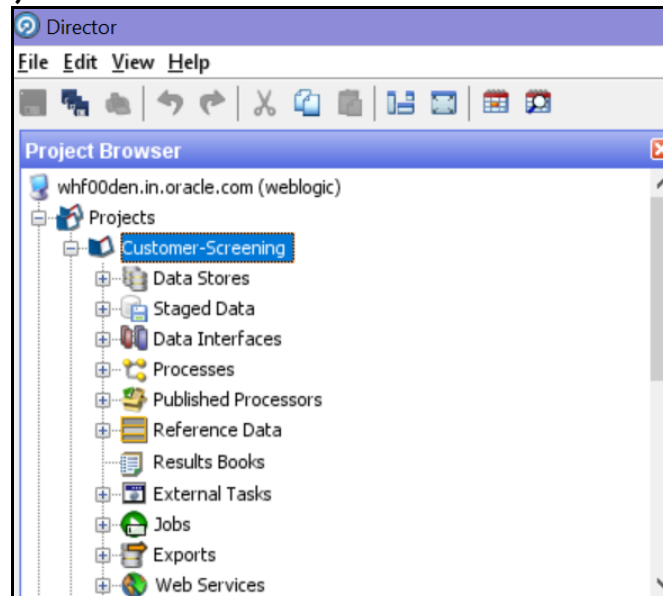 Director
File Edit View Help
Project Browser
whf00den.in.oracle.com (weblogic)
Projects
Customer-Screening
Data Stores
Staged Data
Data Interfaces
Processes
Published Processors
Reference Data
Results Books
External Tasks
Jobs
Exports
Web Services